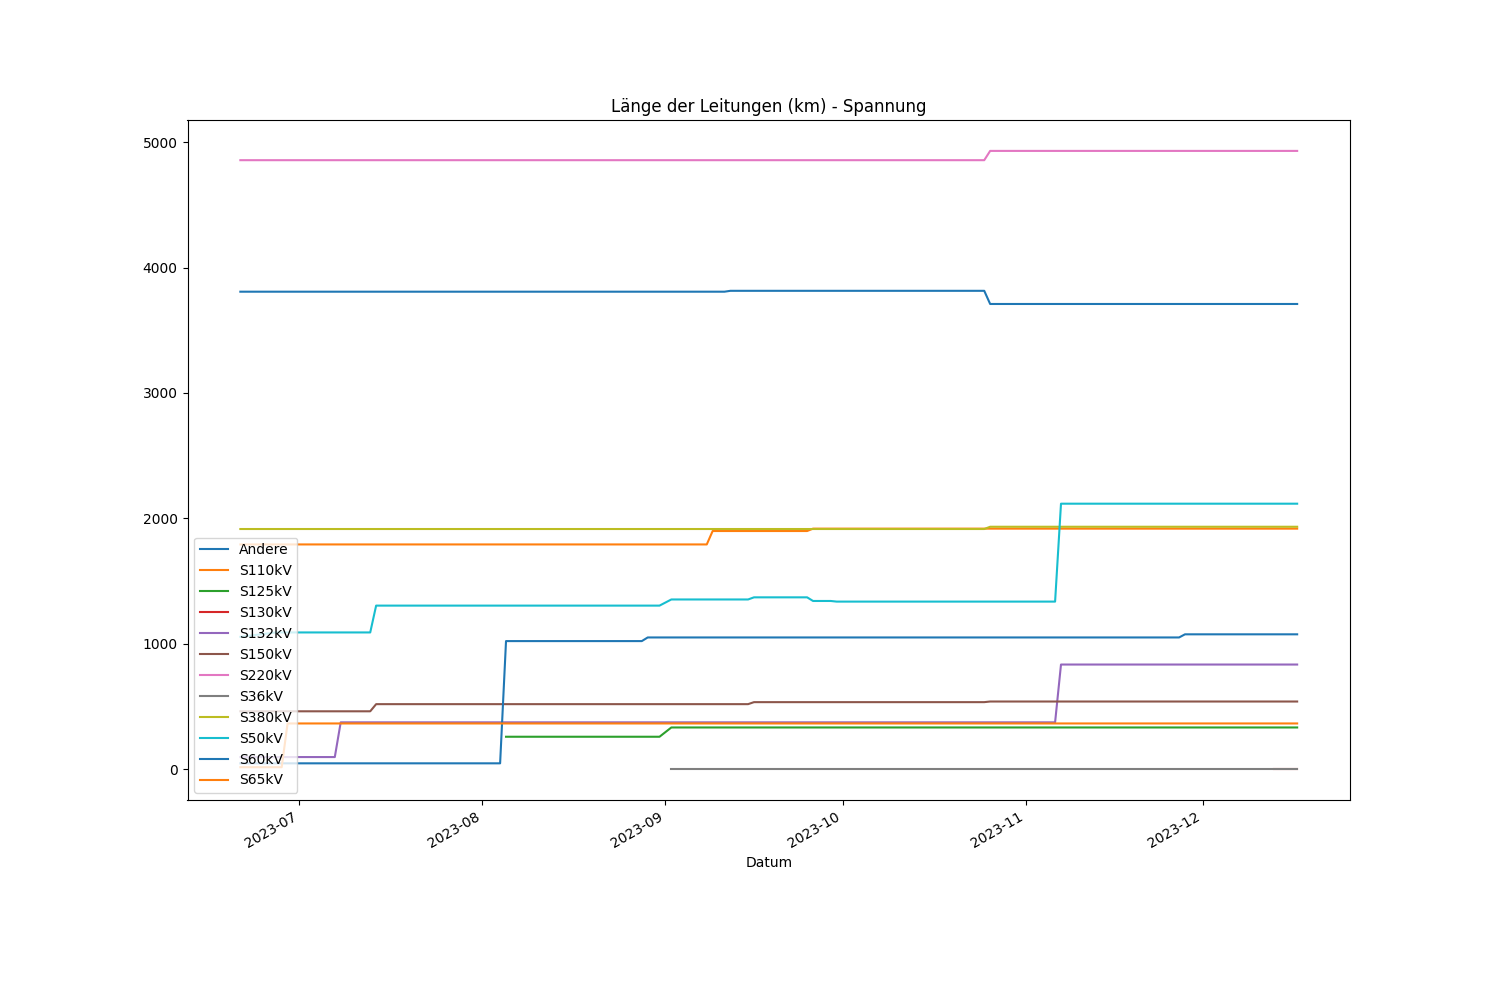 Länge der Leitungen (km) - Spannung
5000
4000
3000
2000
1000
0
Andere
S110kV
S125kV
S130kV
S132kV
S150kV
S220kV
S36kV
S380kV
S50kV
S60kV
S65kV
2023-07
2023-08
2023-09
2023-10
2023-11
2023-12
Datum